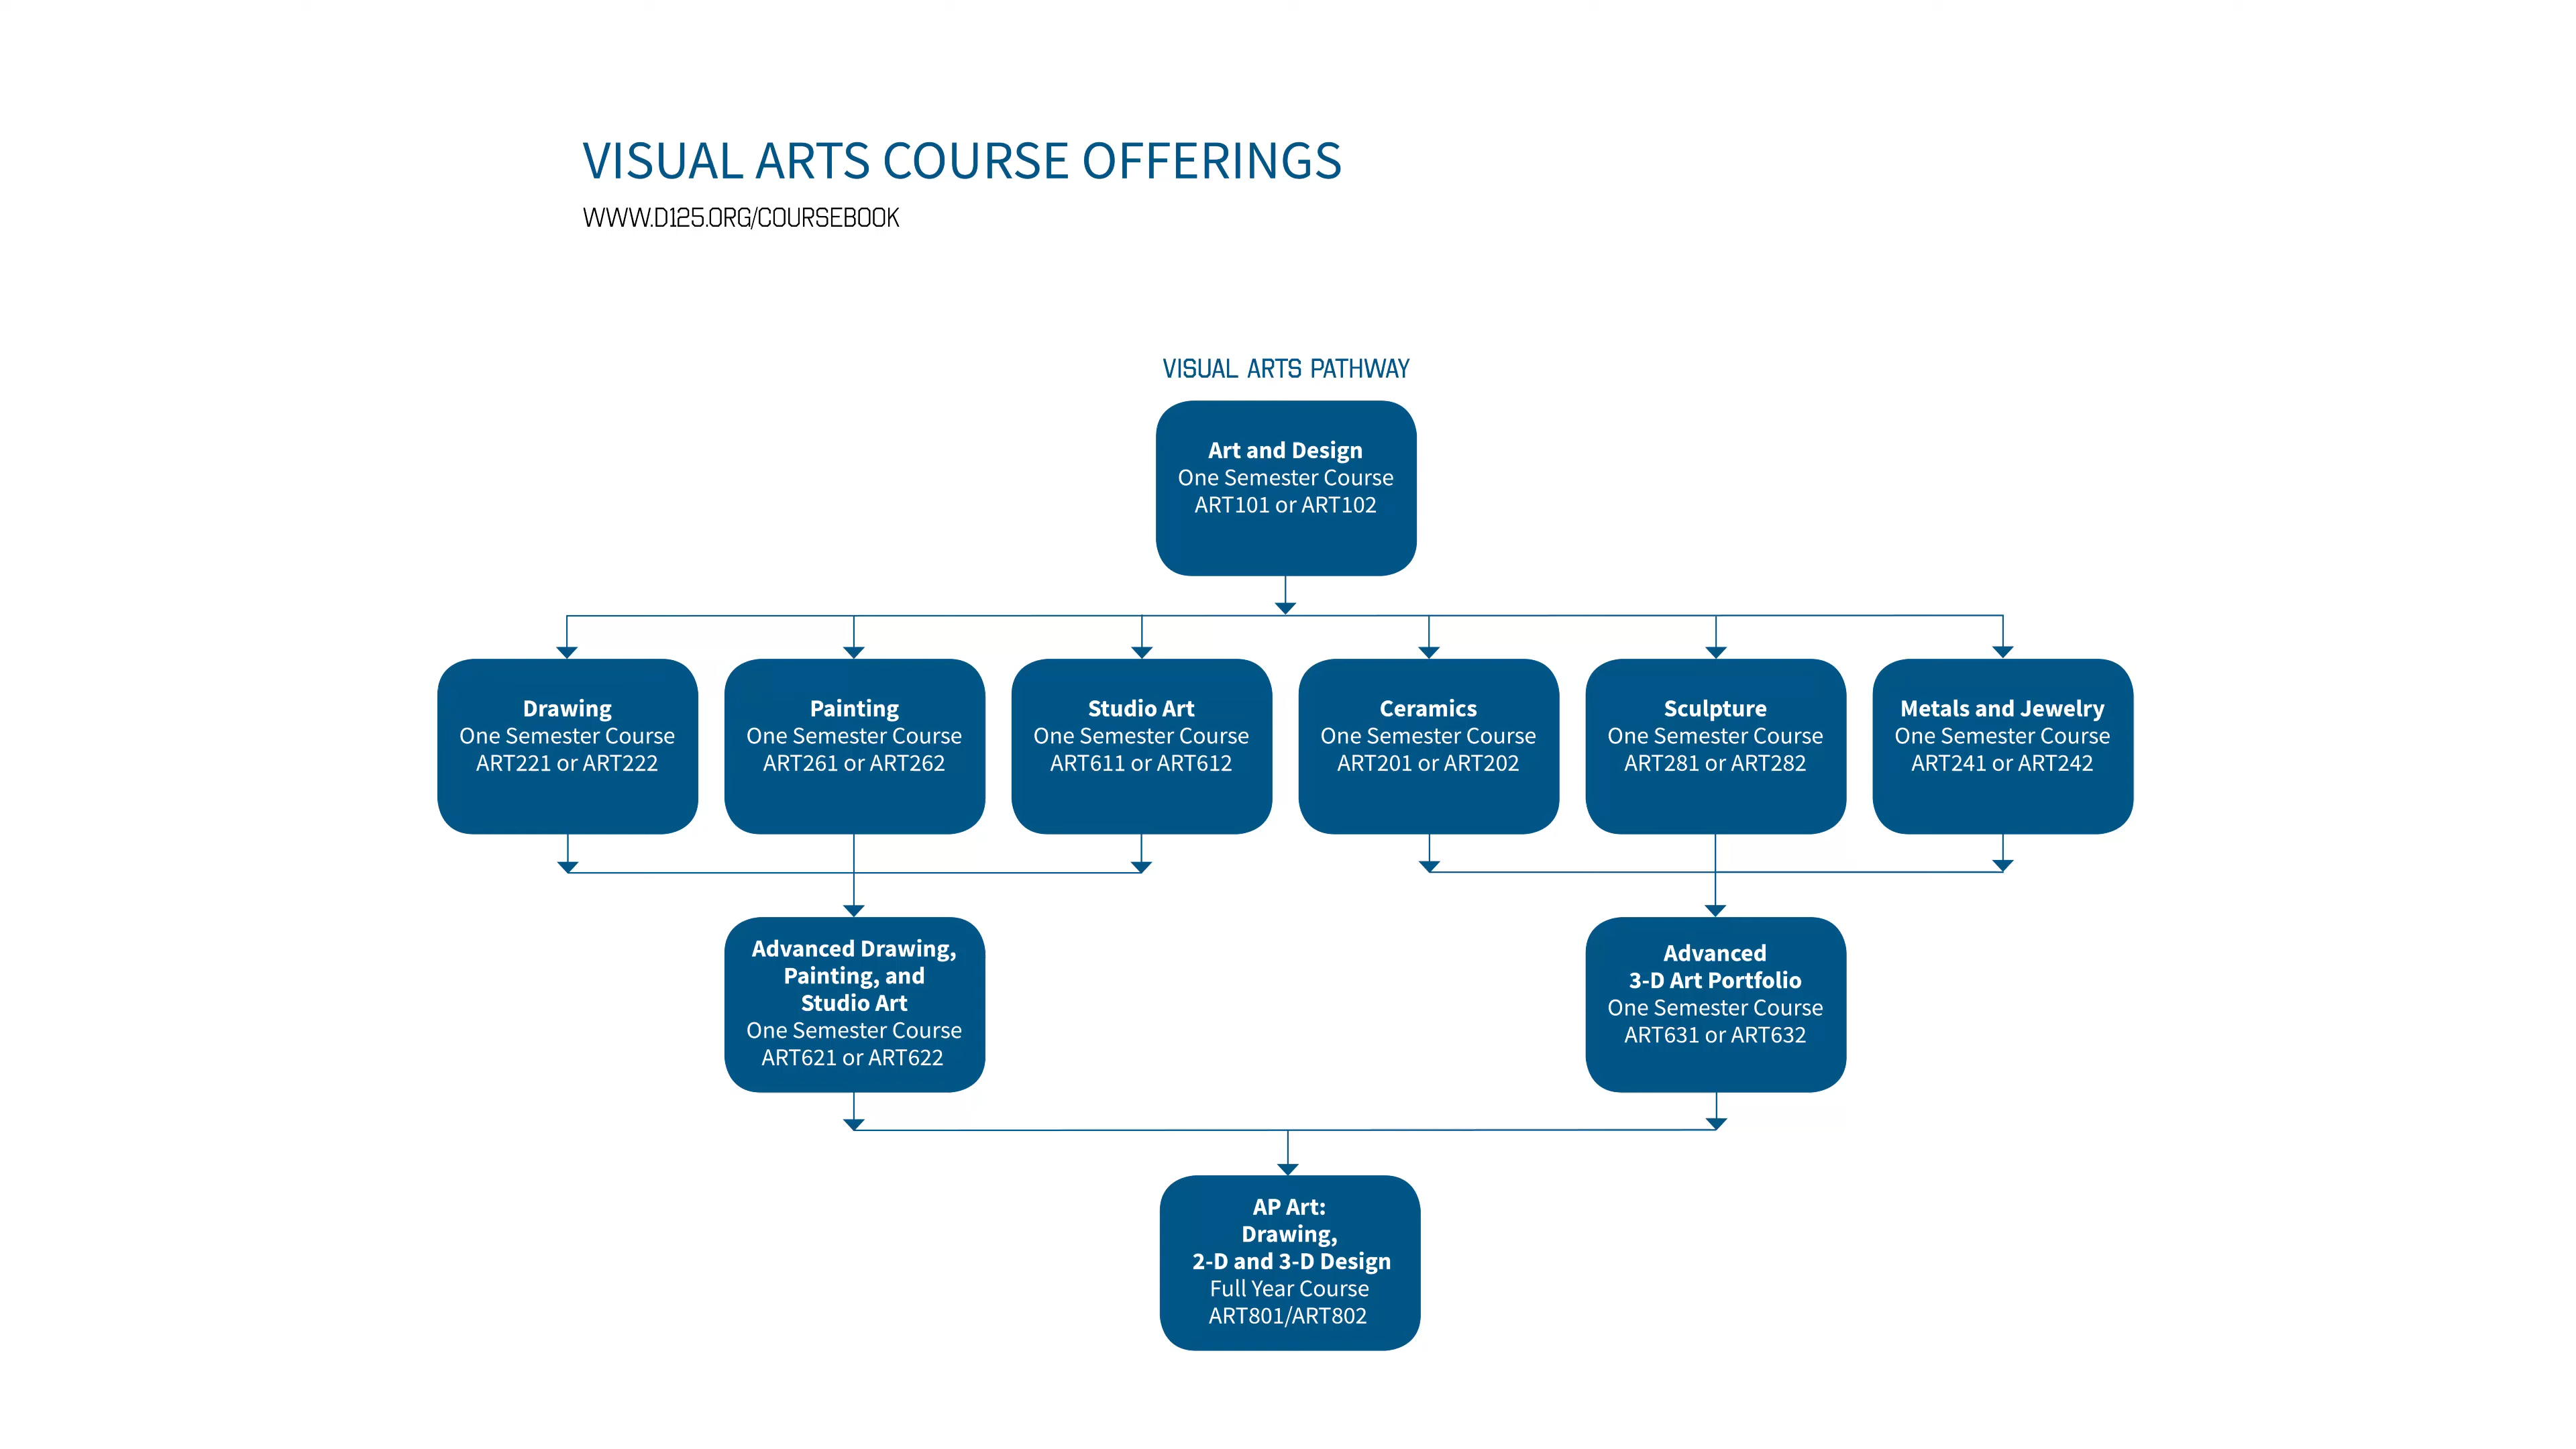 VISUAL ARTS COURSE OFFERINGS
WWW.D125.ORG/COURSEBOOK
VISUAL ARTS PATHWAY
Art and Design
One Semester Course
ART101 or ART102
Drawing
One Semester Course
ART221 or ART222
Painting
One Semester Course
ART261 or ART262
Studio Art
One Semester Course
ART611 or ART612
Ceramics
One Semester Course
ART201 or ART202
Sculpture
One Semester Course
ART281 or ART282
Metals and Jewelry
One Semester Course
ART241 or ART242
Advanced Drawing,
Painting, and
Studio Art
One Semester Course
ART621 or ART622
Advanced
3-D Art Portfolio
One Semester Course
ART631 or ART632
AP Art:
Drawing,
2-D and 3-D Design
Full Year Course
ART801/ART802